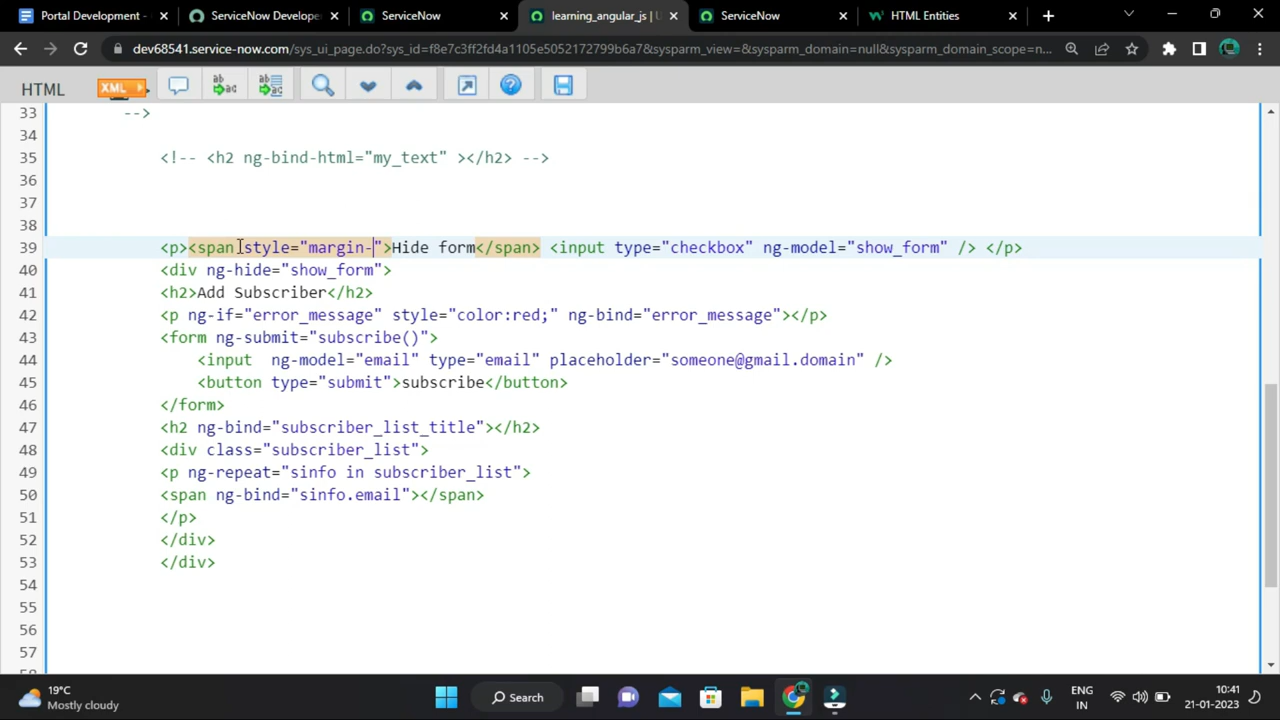 Portal Development -
ServiceNow Develope
ServiceNow
learning_angular_js | U
ServiceNow
HTML Entities
dev68541.service-now.com/sys_ui_page.do?sys_id=f8e7c3ff2fd4a1105e5052172799b6a7&sysparm_view=&sysparm_domain=null&sysparm_domain_scope=n...
HTML
XML
33 -->
34
35 <!-- <h2 ng-bind-html="my_text" ></h2> -->
36
37
38
39 <p><span style="margin-">Hide form</span> <input type="checkbox" ng-model="show_form" /> </p>
40 <div ng-hide="show_form">
41 <h2>Add Subscriber</h2>
42 <p ng-if="error_message" style="color:red;" ng-bind="error_message"></p>
43 <form ng-submit="subscribe()">
44 <input  ng-model="email" type="email" placeholder="someone@gmail.domain" />
45 <button type="submit">subscribe</button>
46 </form>
47 <h2 ng-bind="subscriber_list_title"></h2>
48 <div class="subscriber_list">
49 <p ng-repeat="sinfo in subscriber_list">
50 <span ng-bind="sinfo.email"></span>
51 </p>
52 </div>
53 </div>
54
55
56
57
19°C
Mostly cloudy
Search
ENG
IN
10:41
21-01-2023